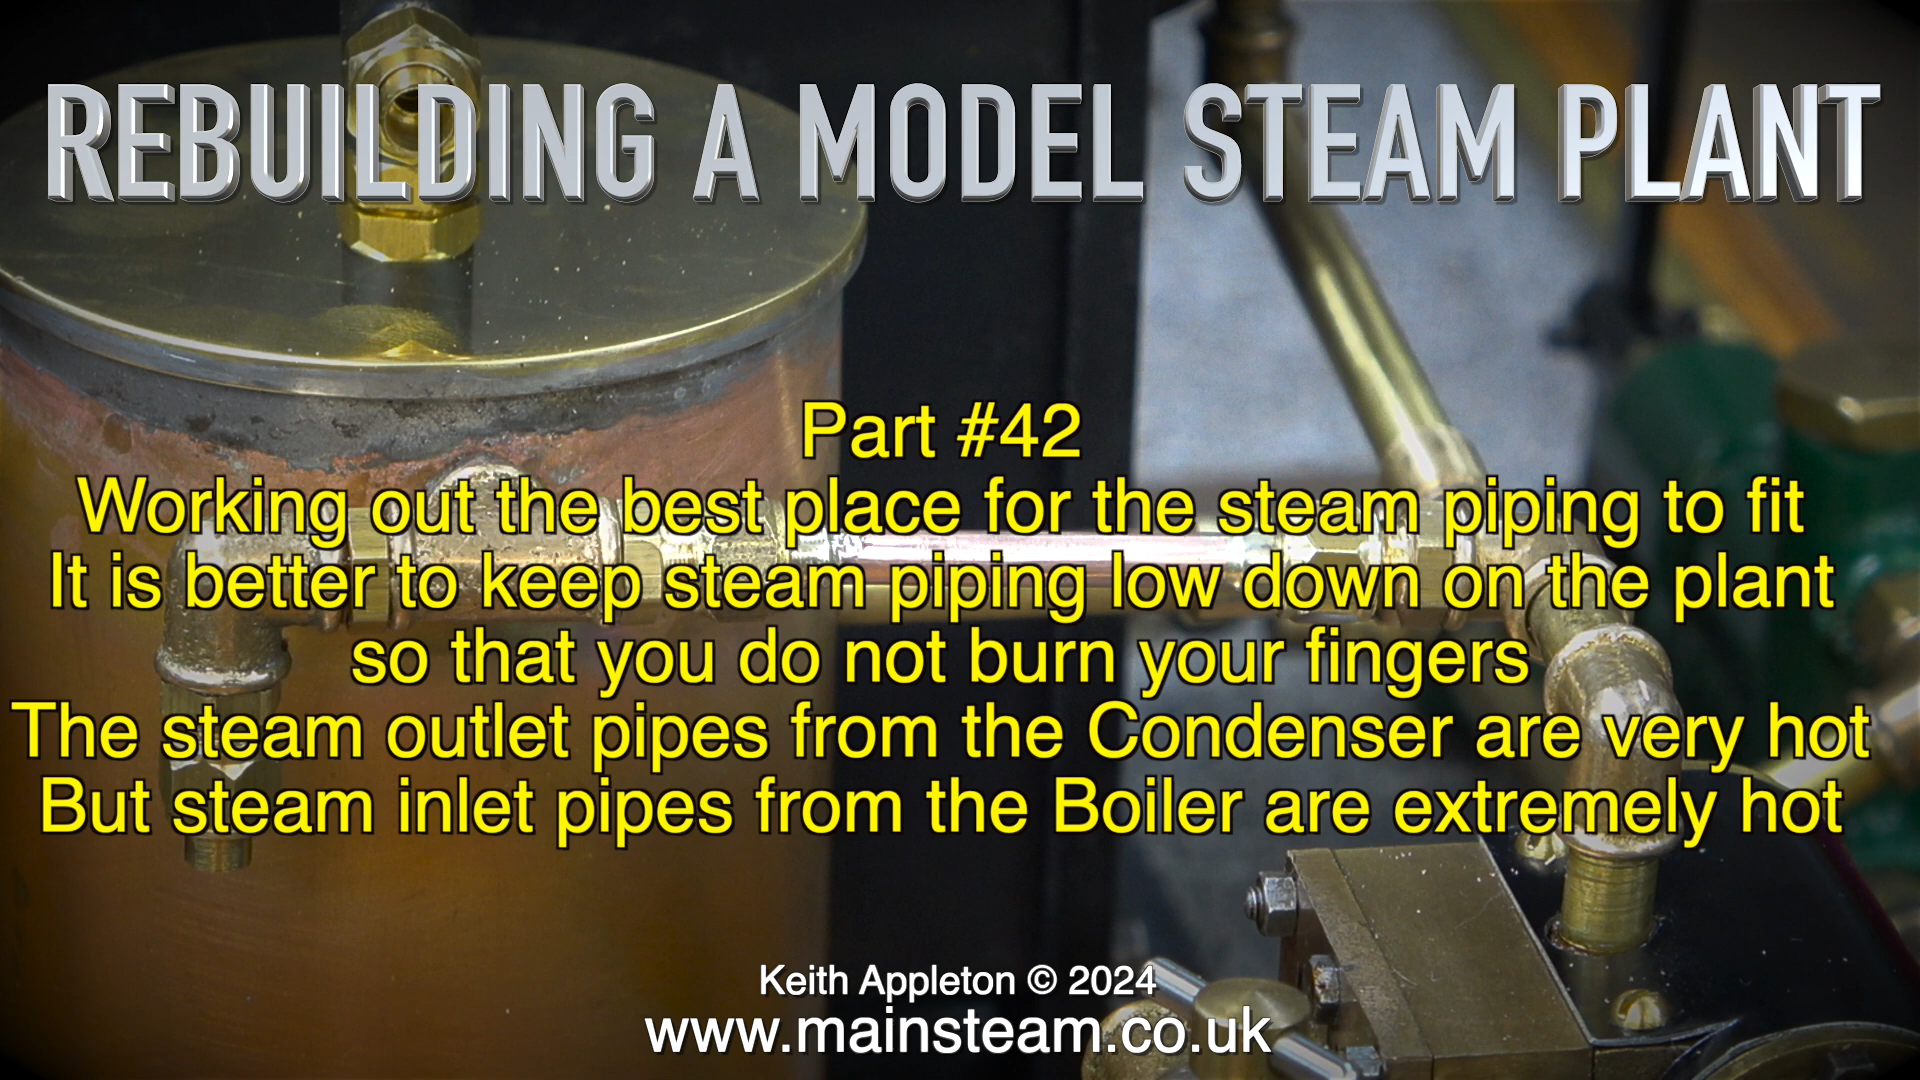 REBUILDING A MODEL STEAM PLANT
Part #42
Working out the best place for the steam piping to fit
It is better to keep steam piping low down on the plant
so that you do not burn your fingers
The steam outlet pipes from the Condenser are very hot
But steam inlet pipes from the Boiler are extremely hot
Keith Appleton © 2024
www.mainsteam.co.uk